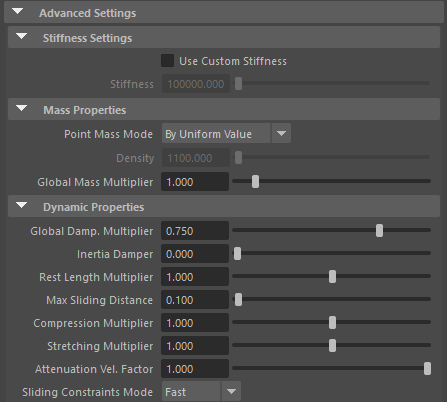 Advanced Settings
Stiffness Settings
Use Custom Stiffness
Stiffness 100000.000
Mass Properties
Point Mass Mode By Uniform Value
Density 1100.000
Global Mass Multiplier 1.000
Dynamic Properties
Global Damp. Multiplier 0.750
Inertia Damper 0.000
Rest Length Multiplier 1.000
Max Sliding Distance 0.100
Compression Multiplier 1.000
Stretching Multiplier 1.000
Attenuation Vel. Factor 1.000
Sliding Constraints Mode Fast